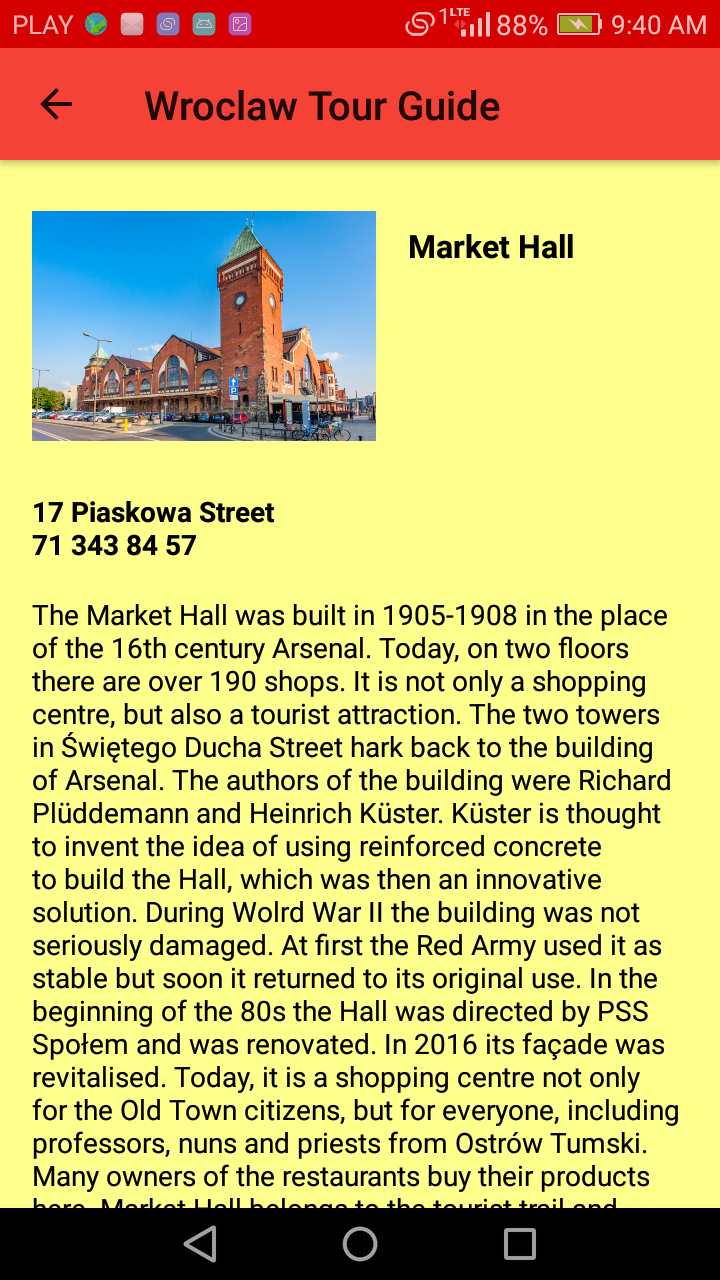 PLAY 1 LTE 88% 9:40 AM
Wroclaw Tour Guide
Market Hall
P
17 Piaskowa Street
71 343 84 57
The Market Hall was built in 1905-1908 in the place
of the 16th century Arsenal. Today, on two floors
there are over 190 shops. It is not only a shopping
centre, but also a tourist attraction. The two towers
in Świętego Ducha Street hark back to the building
of Arsenal. The authors of the building were Richard
Plüddemann and Heinrich Küster. Küster is thought
to invent the idea of using reinforced concrete
to build the Hall, which was then an innovative
solution. During Wolrd War II the building was not
seriously damaged. At first the Red Army used it as
stable but soon it returned to its original use. In the
beginning of the 80s the Hall was directed by PSS
Społem and was renovated. In 2016 its façade was
revitalised. Today, it is a shopping centre not only
for the Old Town citizens, but for everyone, including
professors, nuns and priests from Ostrów Tumski.
Many owners of the restaurants buy their products
here. Market Hall belongs to the tourist trail and